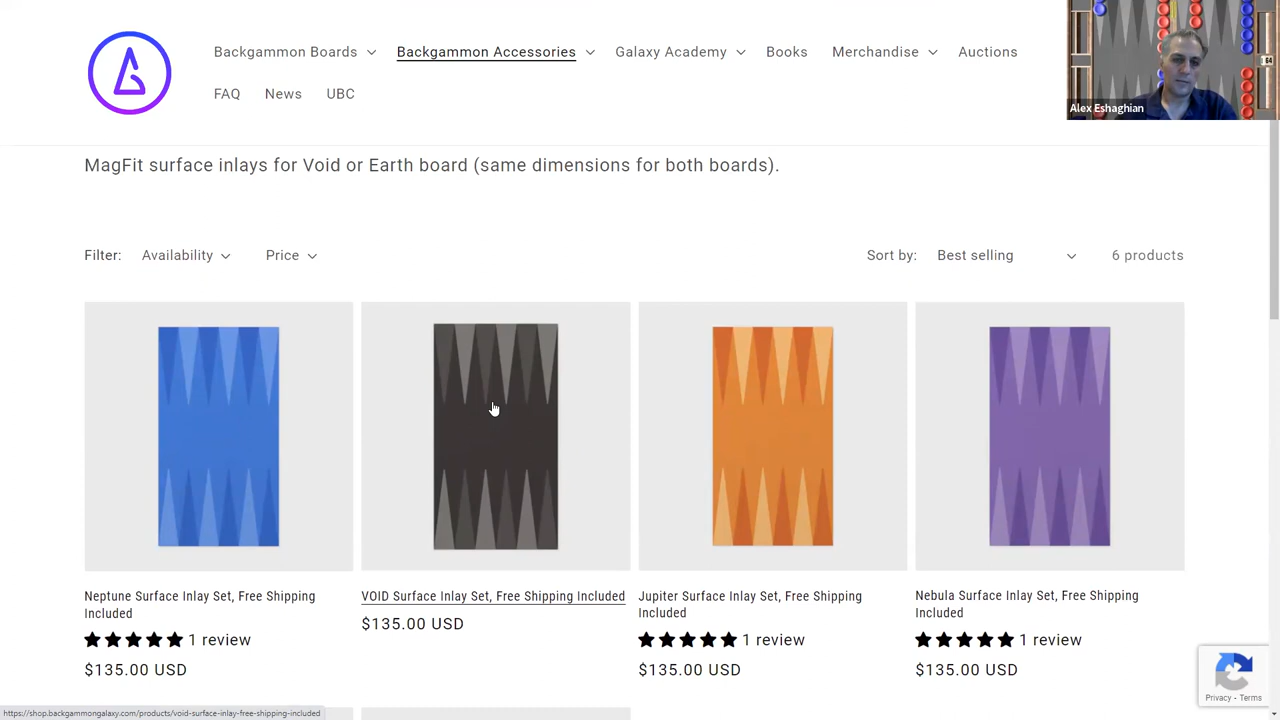 Backgammon Boards
Backgammon Accessories
Galaxy Academy
Books
Merchandise
Auctions
FAQ
News
UBC
64
Alex Eshaghian
MagFit surface inlays for Void or Earth board (same dimensions for both boards).
Filter:
Availability
Price
Sort by:
Best selling
6 products
Neptune Surface Inlay Set, Free Shipping
Included
1 review
$135.00 USD
VOID Surface Inlay Set, Free Shipping Included
$135.00 USD
Jupiter Surface Inlay Set, Free Shipping
Included
1 review
$135.00 USD
Nebula Surface Inlay Set, Free Shipping
Included
1 review
$135.00 USD
Privacy - Terms
https://shop.backgammongalaxy.com/products/void-surface-inlay-free-shipping-included